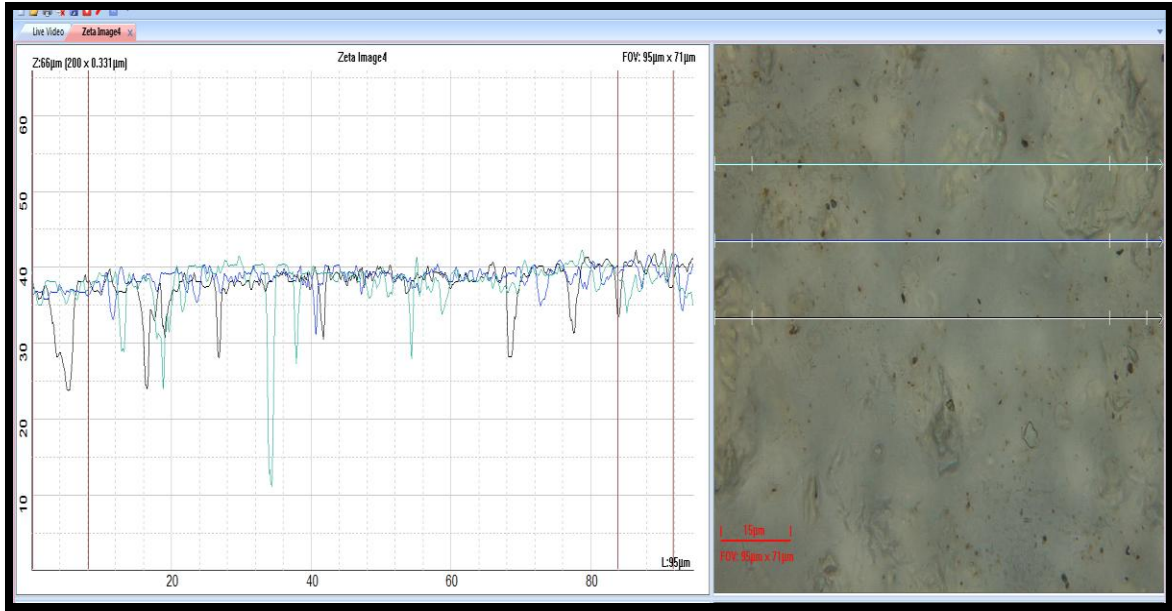 Live Video
Zeta Image4
Z:66µm (200 x 0.331µm)
Zeta Image4
FOV: 95µm x 71µm
60
50
40
30
20
10
L:95µm
20
40
60
80
15µm
FOV: 95µm x 71µm